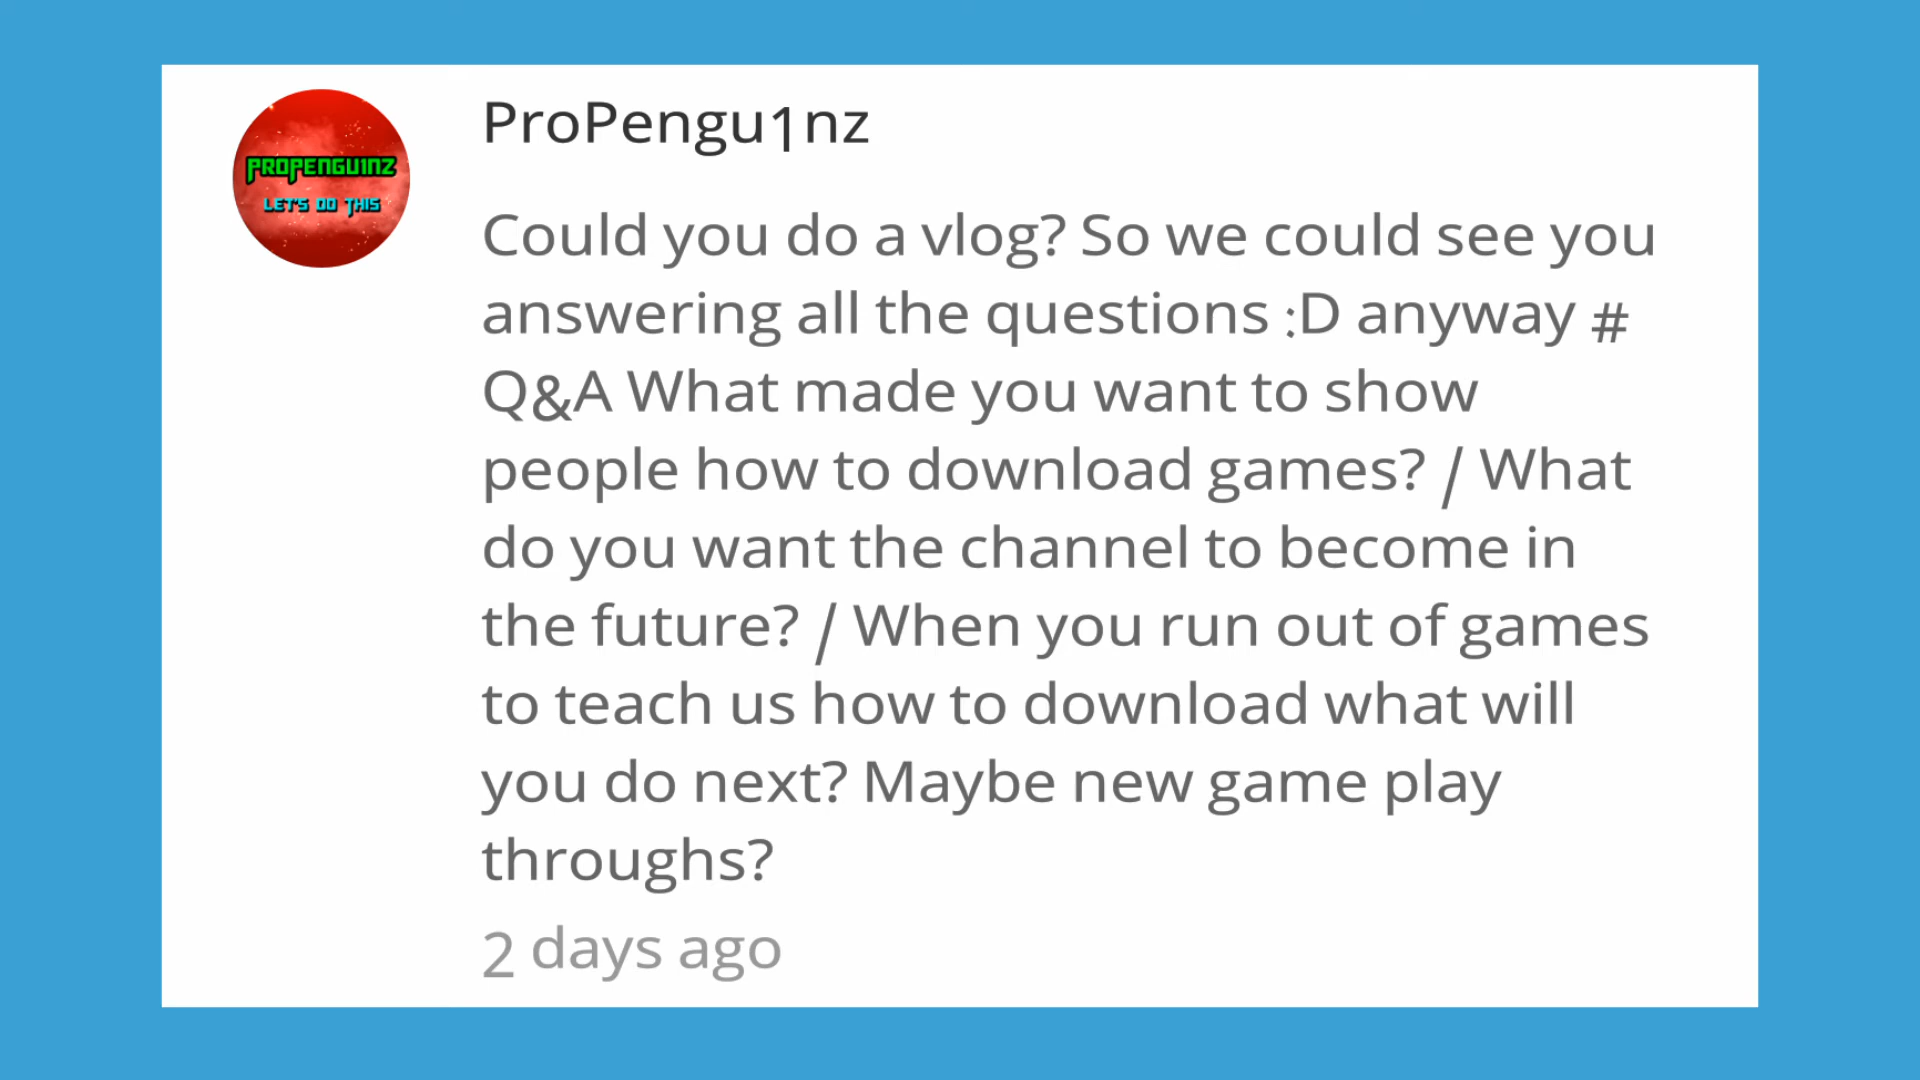 PROPENGU1NZ
LET'S DO THIS
ProPengu1nz
Could you do a vlog? So we could see you
answering all the questions :D anyway #
Q&A What made you want to show
people how to download games? / What
do you want the channel to become in
the future? / When you run out of games
to teach us how to download what will
you do next? Maybe new game play
throughs?
2 days ago